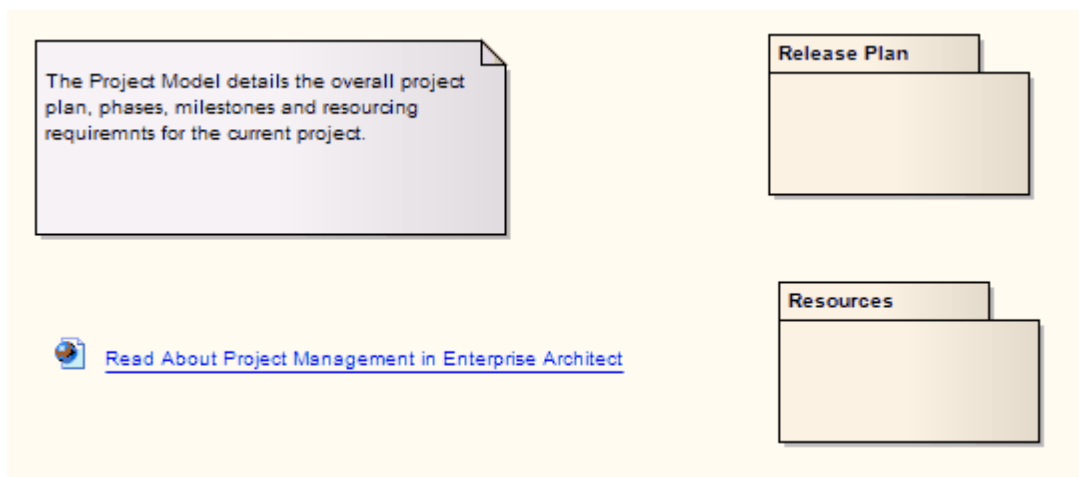 The Project Model details the overall project
plan, phases, milestones and resourcing
requiremnts for the current project.
Release Plan
Resources
Read About Project Management in Enterprise Architect